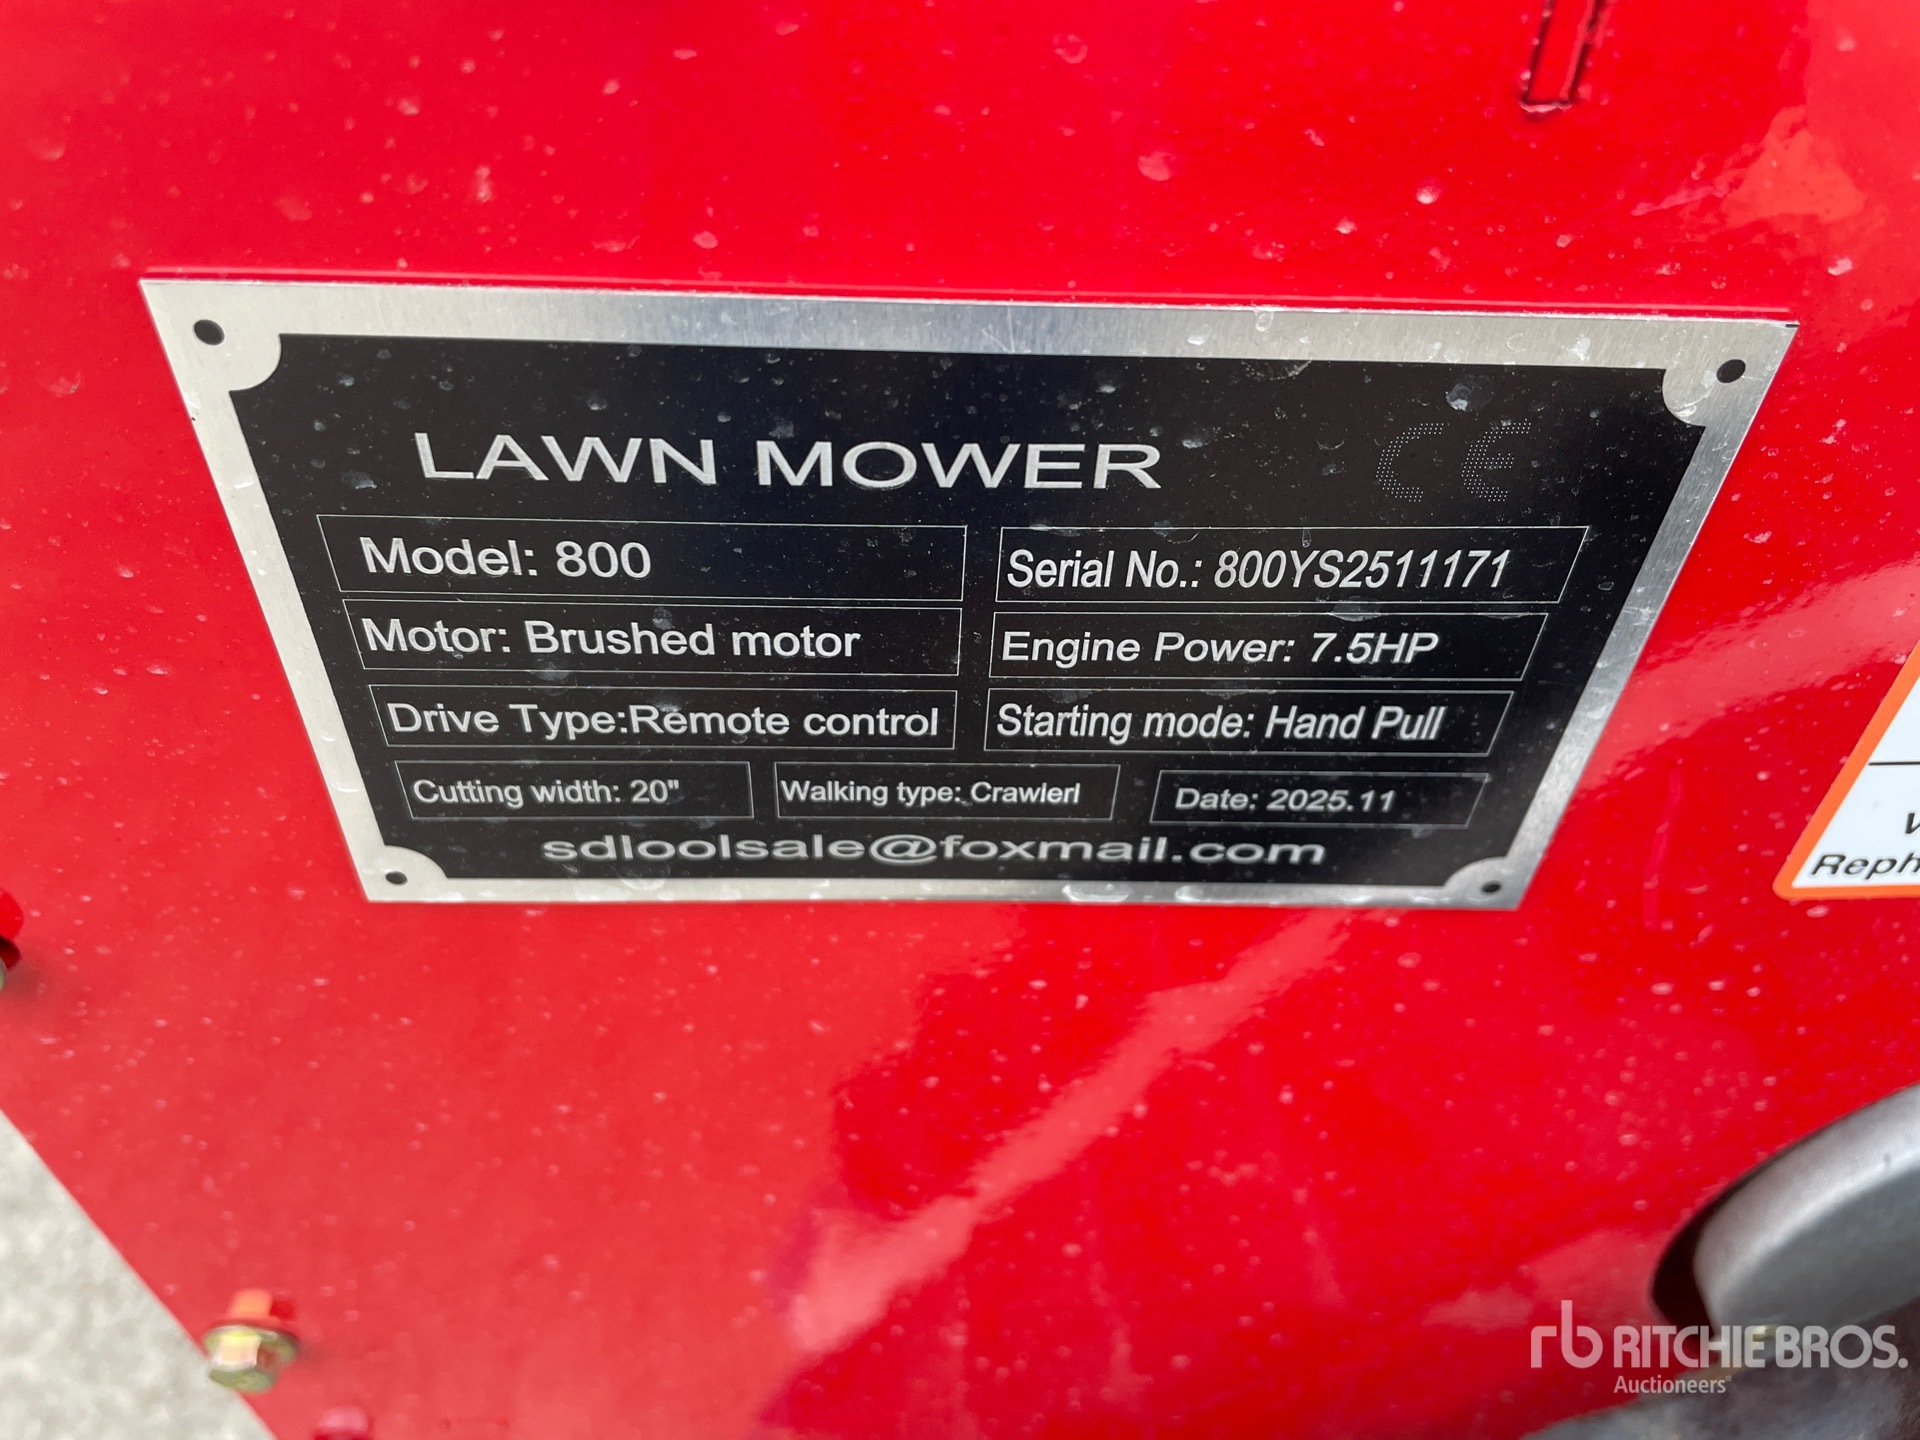 LAWN MOWER CE
Model: 800 Serial No.: 800YS2511171
Motor: Brushed motor Engine Power: 7.5HP
Drive Type:Remote control Starting mode: Hand Pull
Cutting width: 20" Walking type: Crawlerl Date: 2025.11
sdloolsale@foxmail.com
rb RITCHIE BROS.
Auctioneers